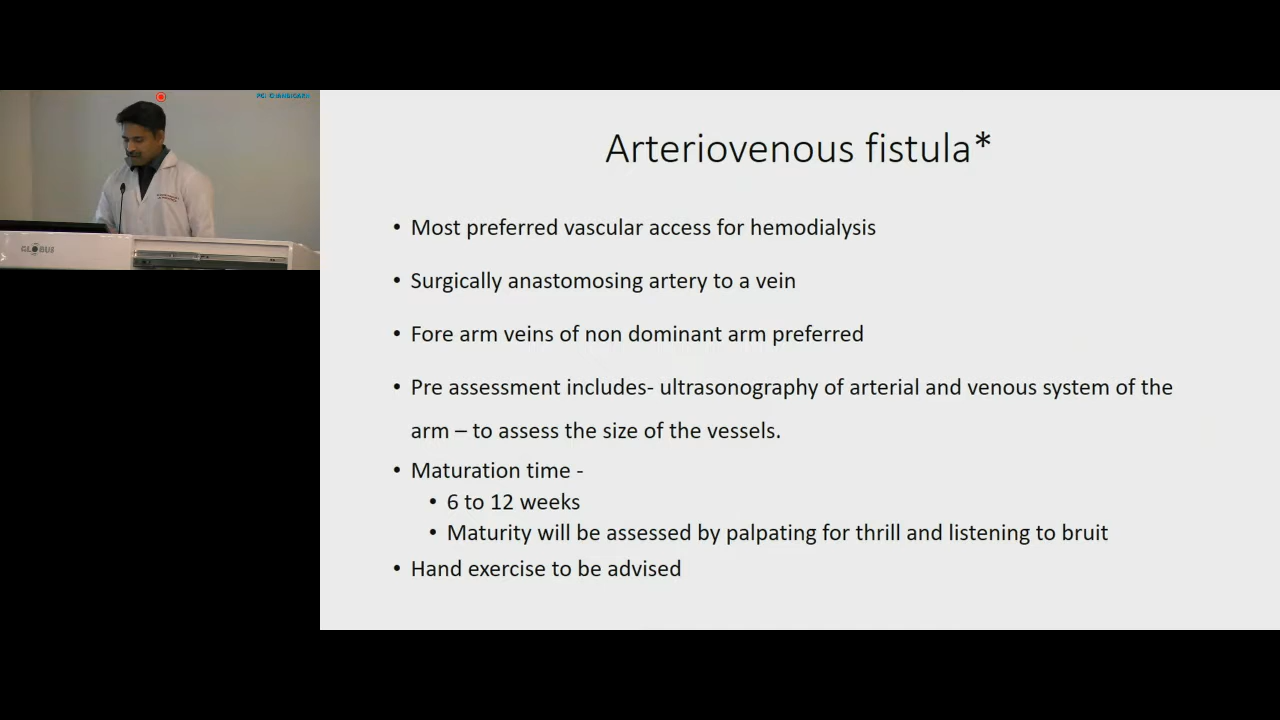 PGI CHANDIGARH
GLOBUS
Arteriovenous fistula*
• Most preferred vascular access for hemodialysis
• Surgically anastomosing artery to a vein
• Fore arm veins of non dominant arm preferred
• Pre assessment includes- ultrasonography of arterial and venous system of the
arm – to assess the size of the vessels.
• Maturation time -
• 6 to 12 weeks
• Maturity will be assessed by palpating for thrill and listening to bruit
• Hand exercise to be advised